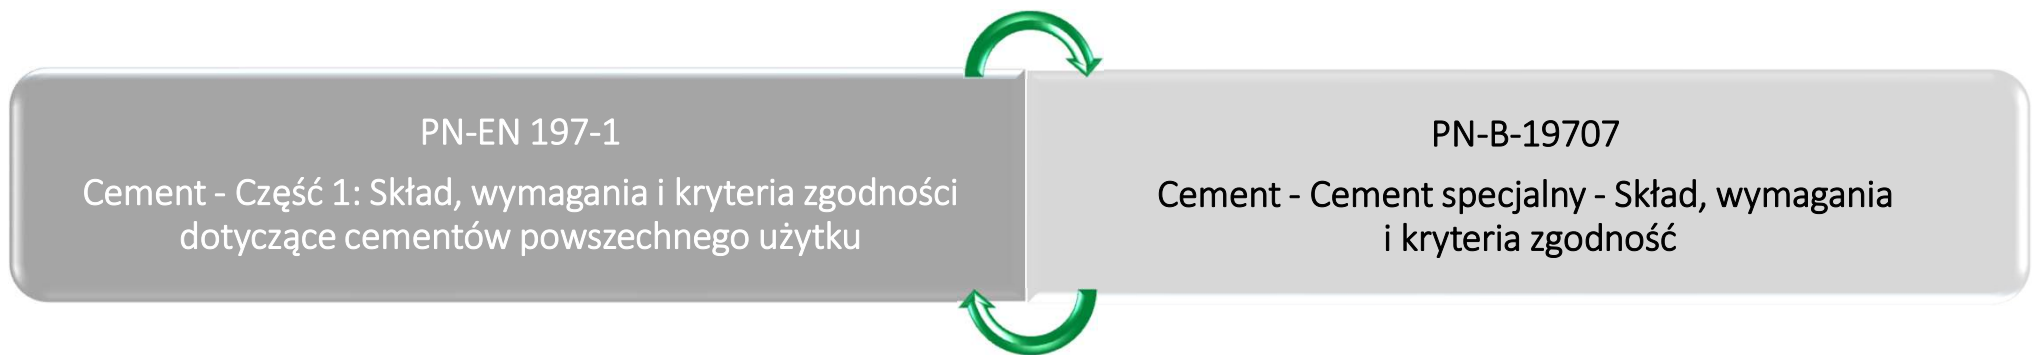 PN-EN 197-1
Cement - Część 1: Skład, wymagania i kryteria zgodności
dotyczące cementów powszechnego użytku
PN-B-19707
Cement - Cement specjalny - Skład, wymagania
i kryteria zgodność